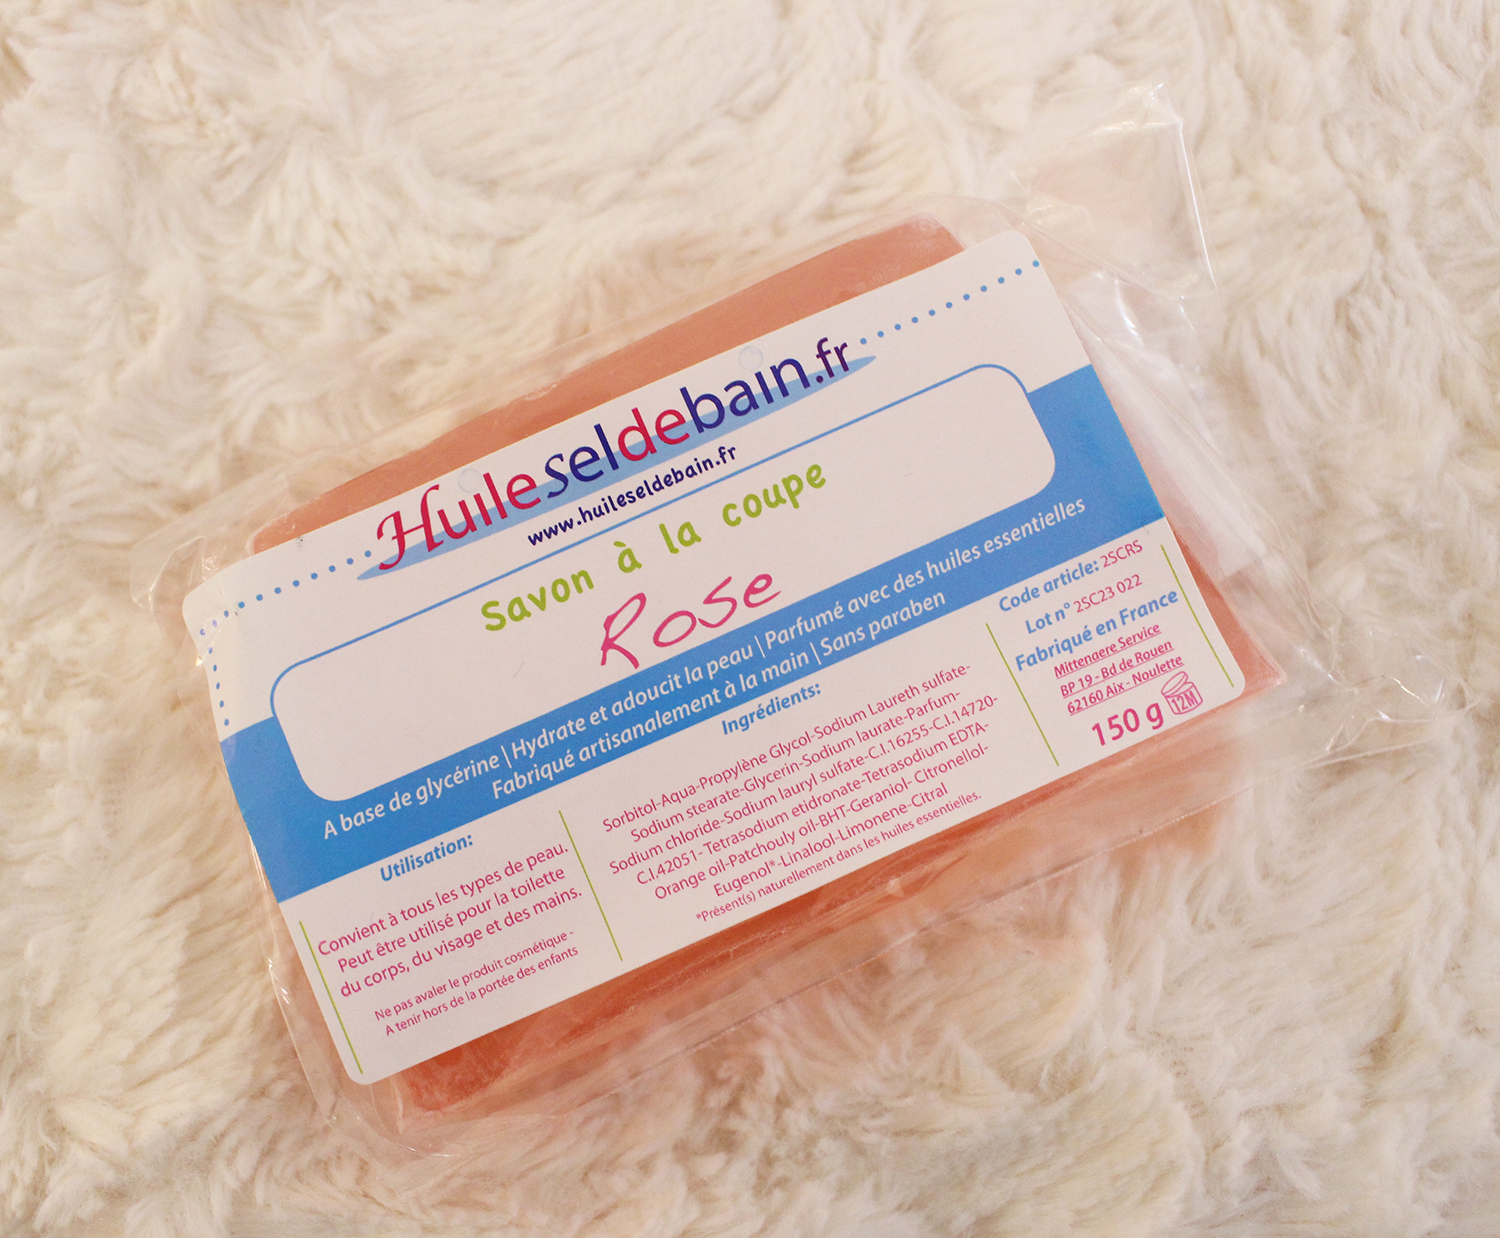 Huileseldebain.fr
www.huileseldebain.fr
Savon à la coupe
Rose
A base de glycérine | Hydrate et adoucit la peau | Parfumé avec des huiles essentielles
Fabriqué artisanalement à la main | Sans paraben
Utilisation:
Convient à tous les types de peau.
Peut être utilisé pour la toilette
du corps, du visage et des mains.
Ne pas avaler le produit cosmétique -
A tenir hors de la portée des enfants
Ingrédients:
Sorbitol-Aqua-Propylène Glycol-Sodium Laureth sulfate-
Sodium stearate-Glycerin-Sodium laurate-Parfum-
Sodium chloride-Sodium lauryl sulfate-C.I.16255-C.I.14720-
C.I.42051- Tetrasodium etidronate-Tetrasodium EDTA-
Orange oil-Patchouly oil-BHT-Geraniol- Citronellol-
Eugenol*-Linalool-Limonene-Citral
*Présent(s) naturellement dans les huiles essentielles.
Code article: 2SCRS
Lot n° 2SC23 022
Fabriqué en France
Mittenaere Service
BP 19 - Bd de Rouen
62160 Aix - Noulette
150 g 12M